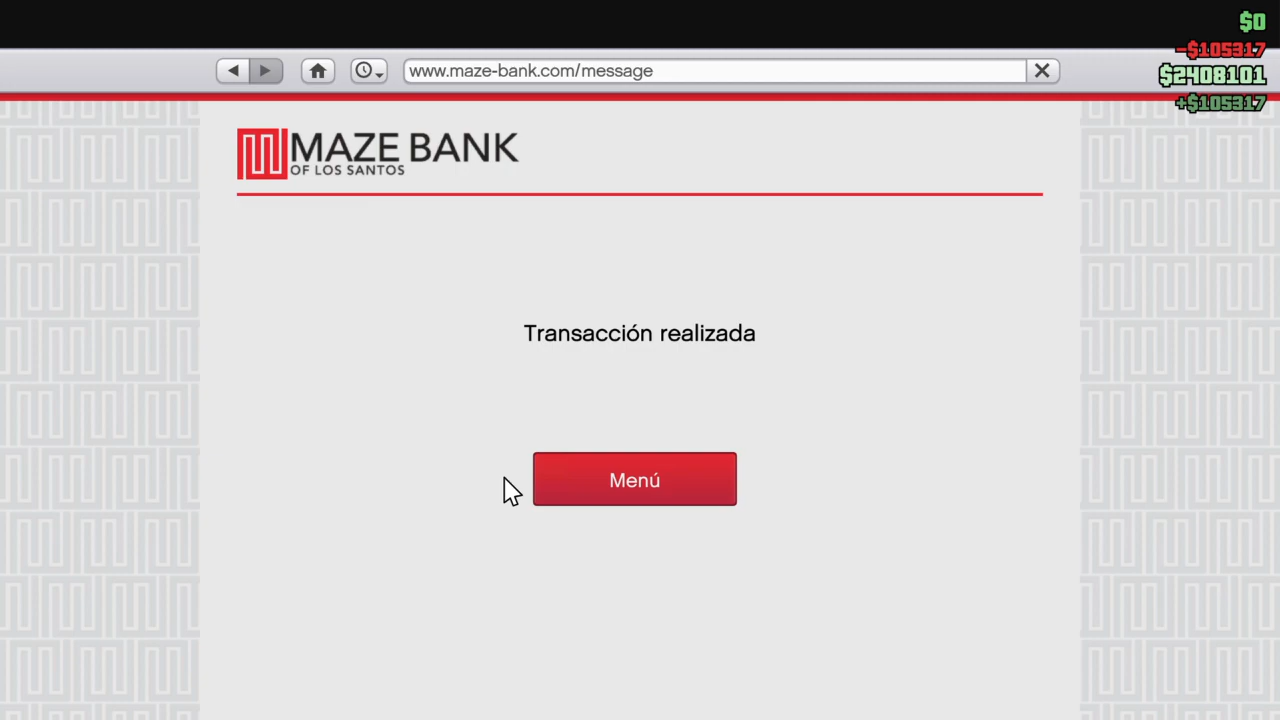 $0
-$105317
www.maze-bank.com/message
$2408101
+$105317
MAZE BANK
OF LOS SANTOS
Transacción realizada
Menú